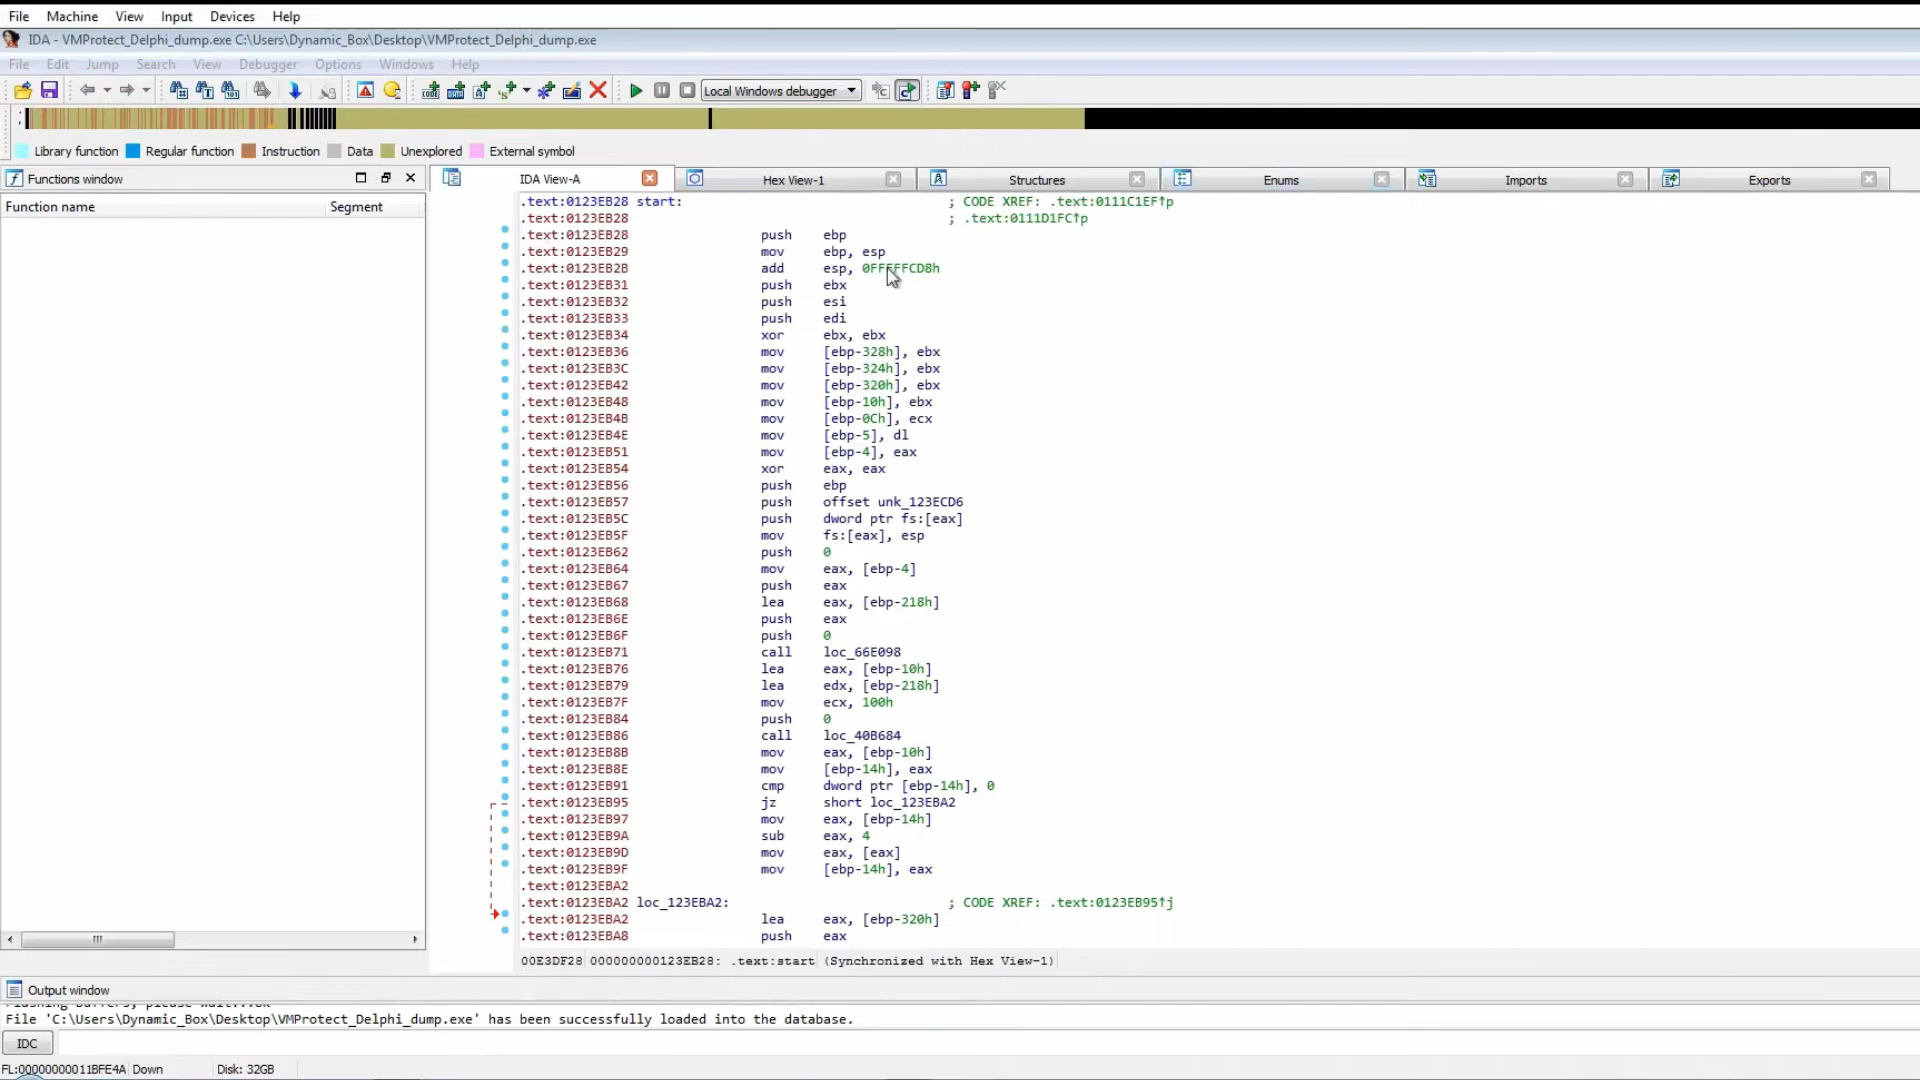 File Machine View Input Devices Help
IDA - VMProtect_Delphi_dump.exe C:\Users\Dynamic_Box\Desktop\VMProtect_Delphi_dump.exe
File Edit Jump Search View Debugger Options Windows Help
Local Windows debugger
Library function Regular function Instruction Data Unexplored External symbol
Functions window
IDA View-A Hex View-1 Structures Enums Imports Exports
Function name Segment
.text:0123EB28 start: ; CODE XREF: .text:0111C1EF↑p
.text:0123EB28 ; .text:0111D1FC↑p
.text:0123EB28 push ebp
.text:0123EB29 mov ebp, esp
.text:0123EB2B add esp, 0FFFFFCD8h
.text:0123EB31 push ebx
.text:0123EB32 push esi
.text:0123EB33 push edi
.text:0123EB34 xor ebx, ebx
.text:0123EB36 mov [ebp-328h], ebx
.text:0123EB3C mov [ebp-324h], ebx
.text:0123EB42 mov [ebp-320h], ebx
.text:0123EB48 mov [ebp-10h], ebx
.text:0123EB4B mov [ebp-0Ch], ecx
.text:0123EB4E mov [ebp-5], dl
.text:0123EB51 mov [ebp-4], eax
.text:0123EB54 xor eax, eax
.text:0123EB56 push ebp
.text:0123EB57 push offset unk_123ECD6
.text:0123EB5C push dword ptr fs:[eax]
.text:0123EB5F mov fs:[eax], esp
.text:0123EB62 push 0
.text:0123EB64 mov eax, [ebp-4]
.text:0123EB67 push eax
.text:0123EB68 lea eax, [ebp-218h]
.text:0123EB6E push eax
.text:0123EB6F push 0
.text:0123EB71 call loc_66E098
.text:0123EB76 lea eax, [ebp-10h]
.text:0123EB79 lea edx, [ebp-218h]
.text:0123EB7F mov ecx, 100h
.text:0123EB84 push 0
.text:0123EB86 call loc_40B684
.text:0123EB8B mov eax, [ebp-10h]
.text:0123EB8E mov [ebp-14h], eax
.text:0123EB91 cmp dword ptr [ebp-14h], 0
.text:0123EB95 jz short loc_123EBA2
.text:0123EB97 mov eax, [ebp-14h]
.text:0123EB9A sub eax, 4
.text:0123EB9D mov eax, [eax]
.text:0123EB9F mov [ebp-14h], eax
.text:0123EBA2
.text:0123EBA2 loc_123EBA2: ; CODE XREF: .text:0123EB95↑j
.text:0123EBA2 lea eax, [ebp-320h]
.text:0123EBA8 push eax
00E3DF28 000000000123EB28: .text:start (Synchronized with Hex View-1)
Output window
File 'C:\Users\Dynamic_Box\Desktop\VMProtect_Delphi_dump.exe' has been successfully loaded into the database.
IDC
FL:00000000011BFE4A Down Disk: 32GB